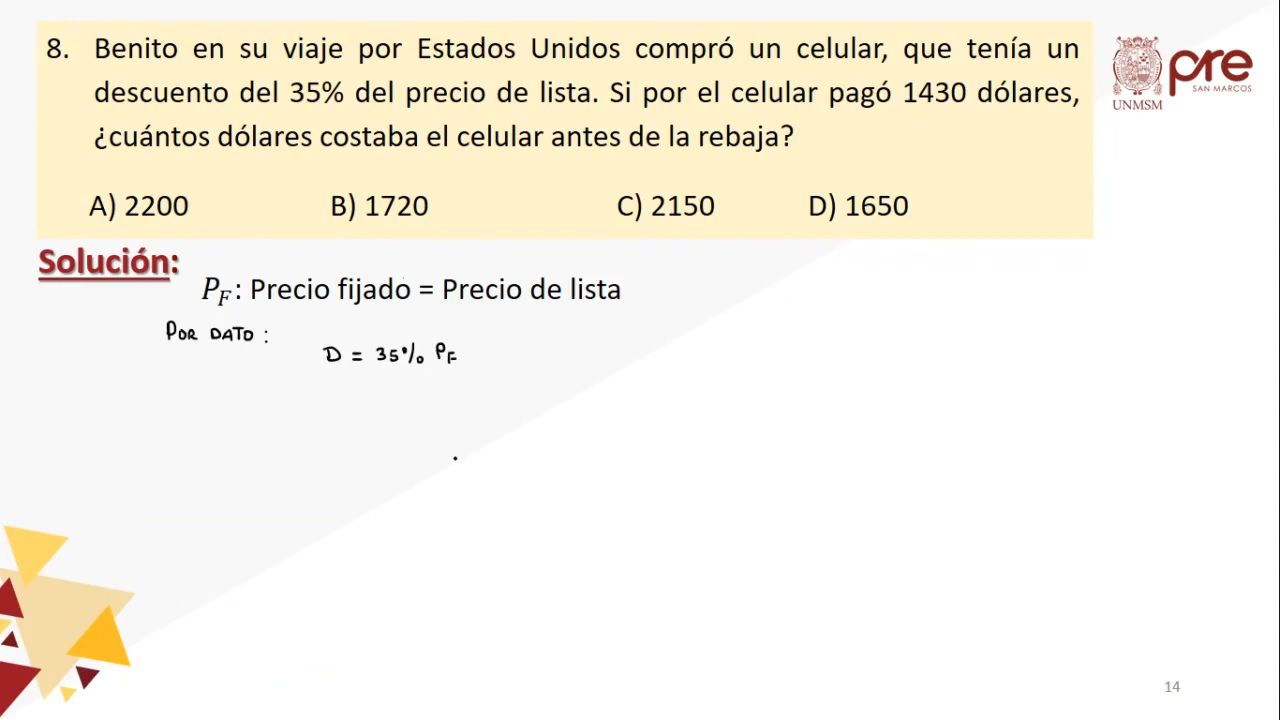 8. Benito en su viaje por Estados Unidos compró un celular, que tenía un
descuento del 35% del precio de lista. Si por el celular pagó 1430 dólares,
¿cuántos dólares costaba el celular antes de la rebaja?
A) 2200 B) 1720 C) 2150 D) 1650
UNMSM
pre
SAN MARCOS
Solución:
P_F: Precio fijado = Precio de lista
POR DATO:
D = 35% P_F
14